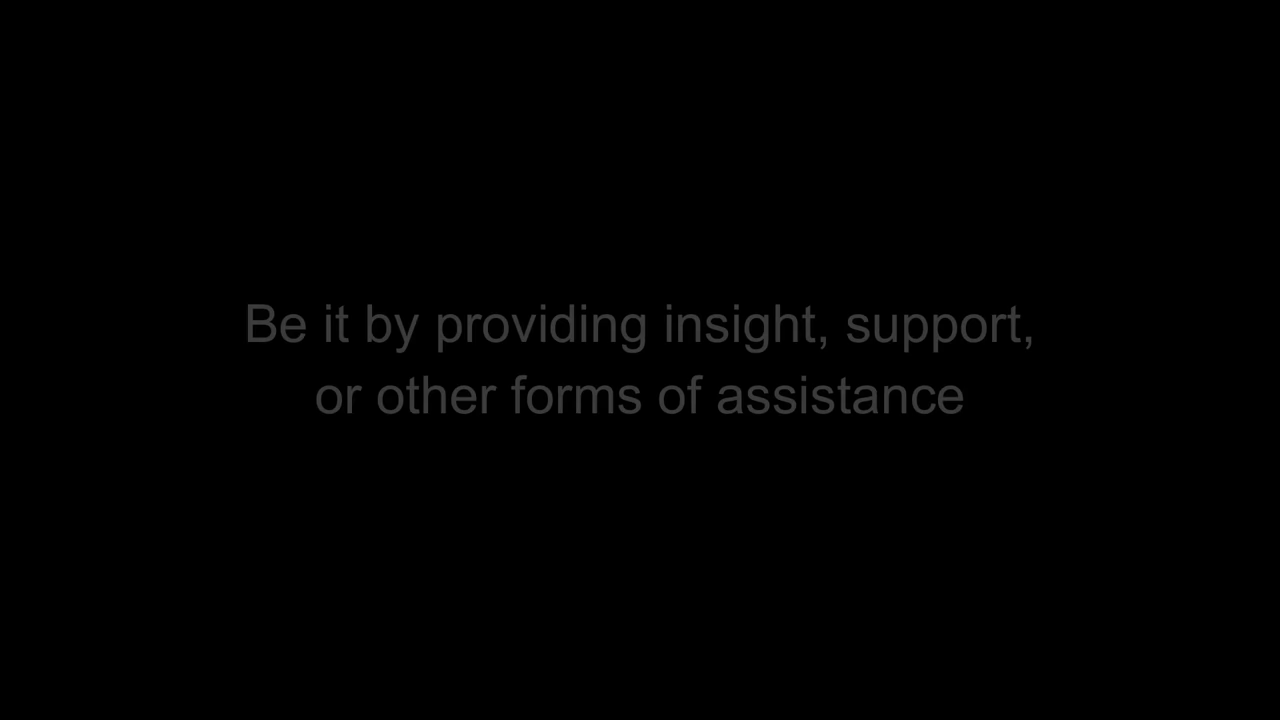 Be it by providing insight, support,
or other forms of assistance